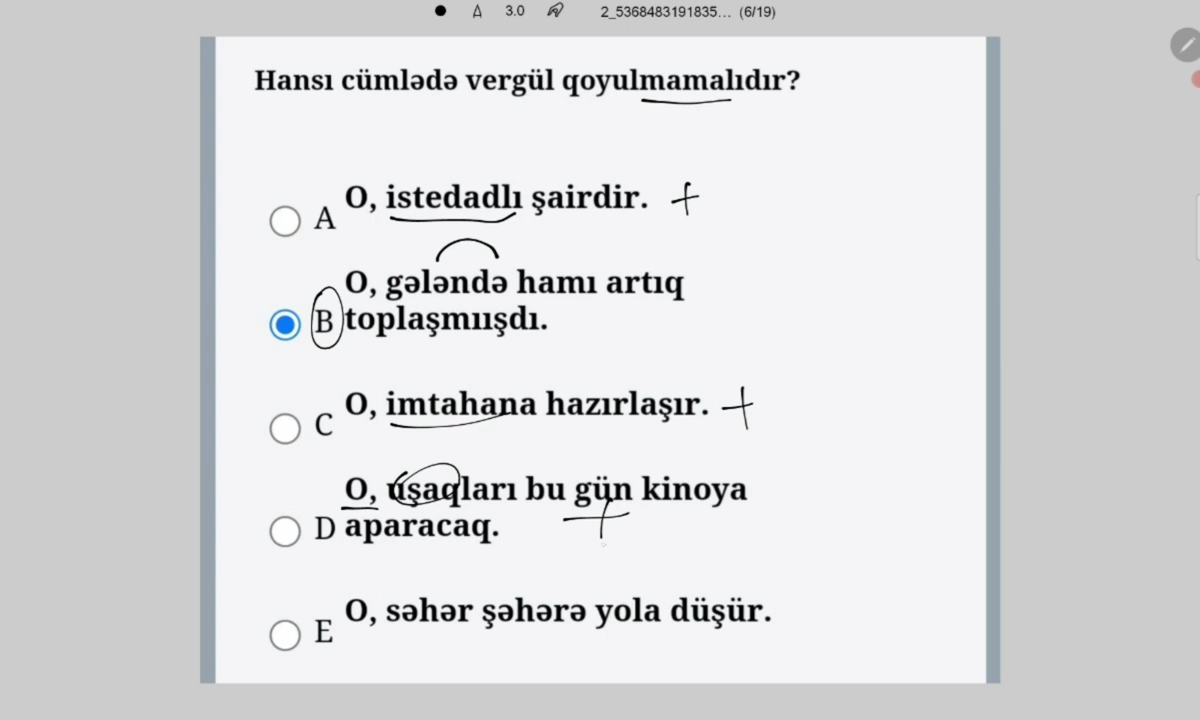 3.0 2_5368483191835... (6/19)
Hansı cümlədə vergül qoyulmamalıdır?
A O, istedadlı şairdir.
O, gələndə hamı artıq
B toplaşmıışdı.
C O, imtahana hazırlaşır.
O, uşaqları bu gün kinoya
D aparacaq.
E O, səhər şəhərə yola düşür.